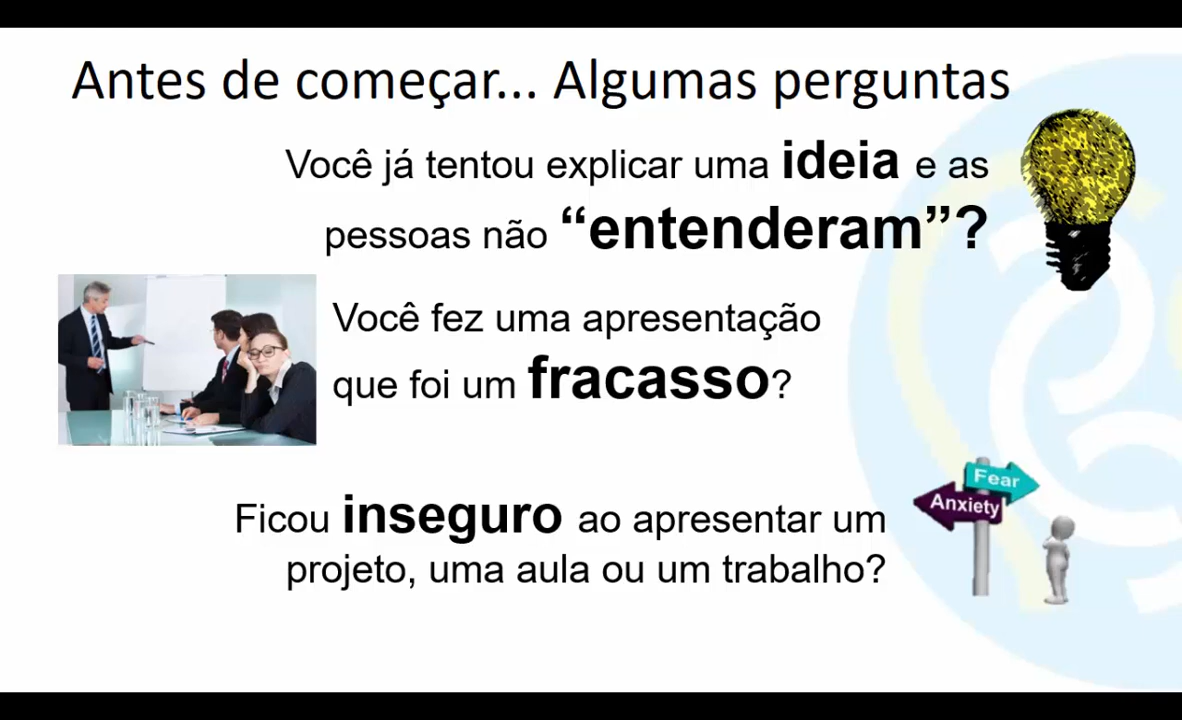 Antes de começar... Algumas perguntas
Você já tentou explicar uma ideia e as
pessoas não “entenderam”?
Você fez uma apresentação
que foi um fracasso?
Ficou inseguro ao apresentar um
projeto, uma aula ou um trabalho?
Fear
Anxiety